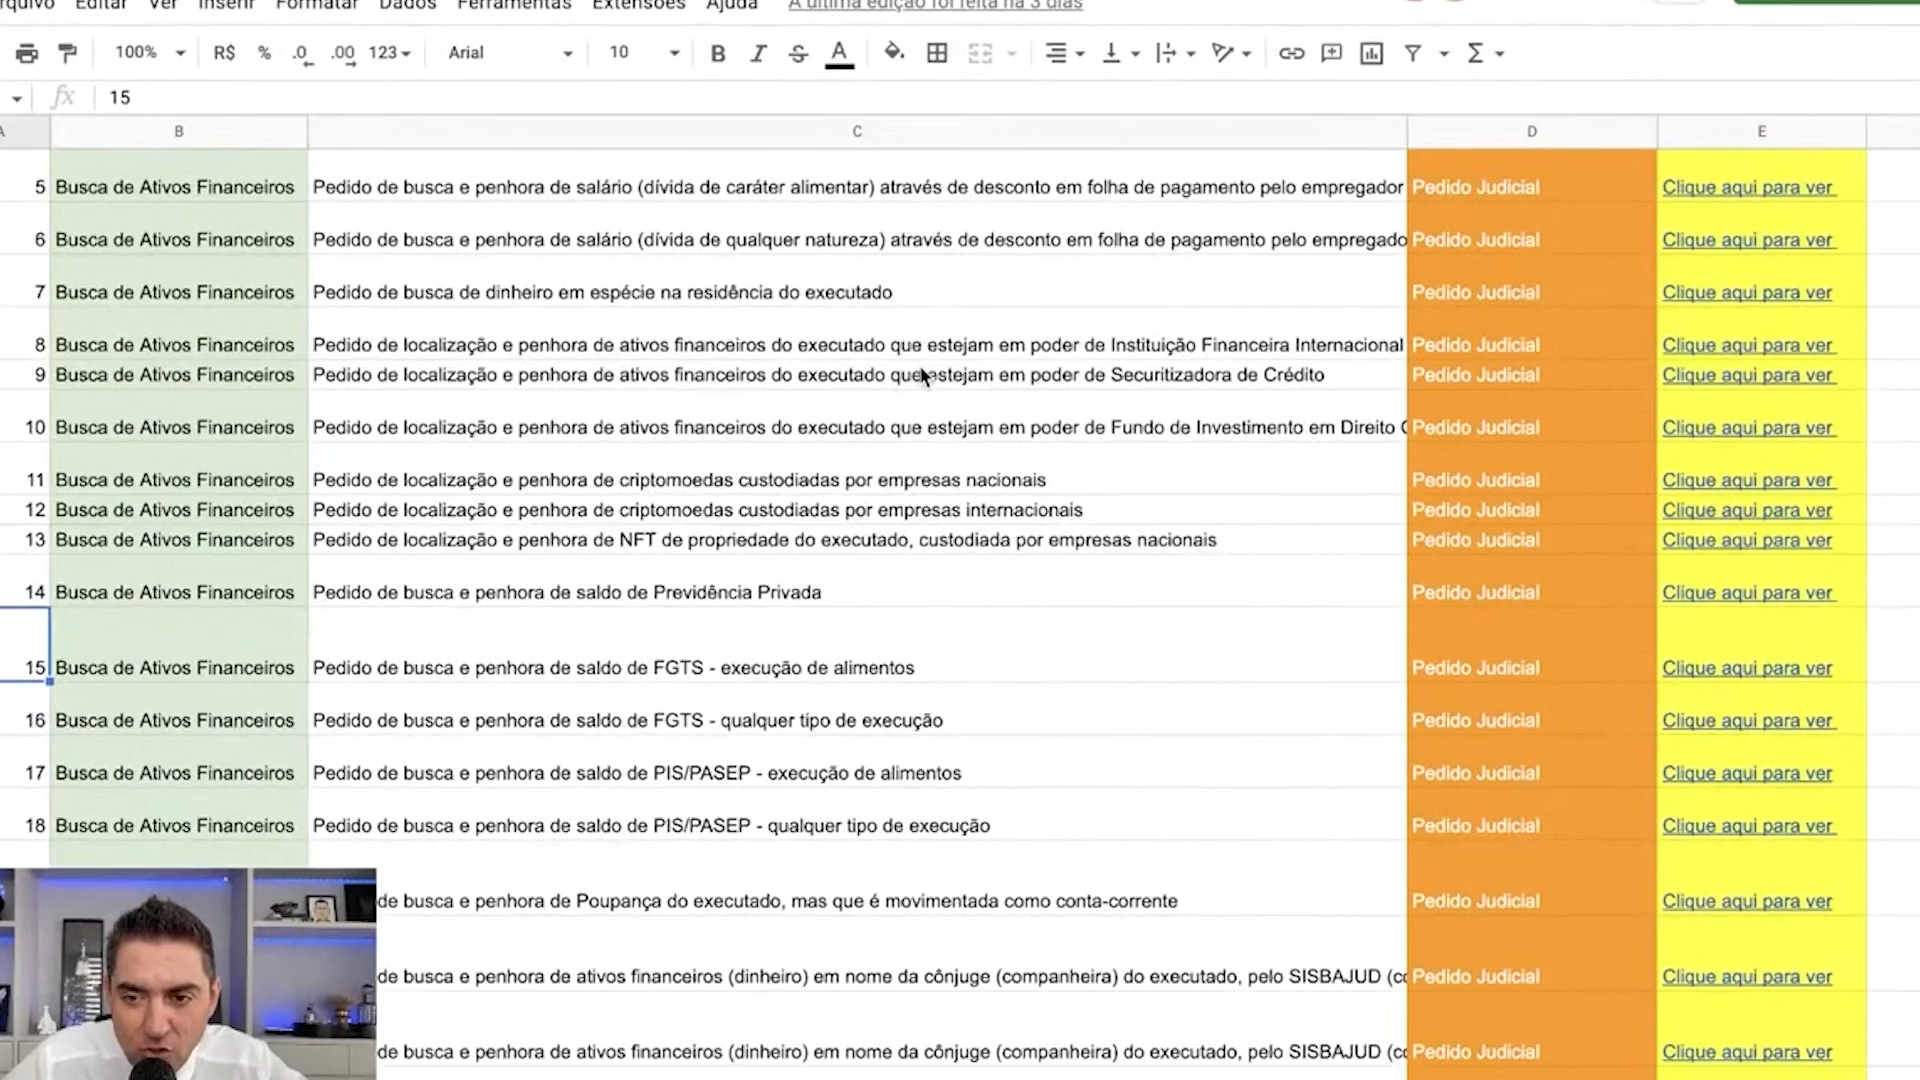 Arquivo Editar Ver Inserir Formatar Dados Ferramentas Extensões Ajuda A última edição foi feita há 3 dias
100% R$ % .0 .00 123 Arial 10 B I S A Σ
fx 15
A B C D E
5 Busca de Ativos Financeiros Pedido de busca e penhora de salário (dívida de caráter alimentar) através de desconto em folha de pagamento pelo empregador Pedido Judicial Clique aqui para ver
6 Busca de Ativos Financeiros Pedido de busca e penhora de salário (dívida de qualquer natureza) através de desconto em folha de pagamento pelo empregado Pedido Judicial Clique aqui para ver
7 Busca de Ativos Financeiros Pedido de busca de dinheiro em espécie na residência do executado Pedido Judicial Clique aqui para ver
8 Busca de Ativos Financeiros Pedido de localização e penhora de ativos financeiros do executado que estejam em poder de Instituição Financeira Internacional Pedido Judicial Clique aqui para ver
9 Busca de Ativos Financeiros Pedido de localização e penhora de ativos financeiros do executado que estejam em poder de Securitizadora de Crédito Pedido Judicial Clique aqui para ver
10 Busca de Ativos Financeiros Pedido de localização e penhora de ativos financeiros do executado que estejam em poder de Fundo de Investimento em Direito C Pedido Judicial Clique aqui para ver
11 Busca de Ativos Financeiros Pedido de localização e penhora de criptomoedas custodiadas por empresas nacionais Pedido Judicial Clique aqui para ver
12 Busca de Ativos Financeiros Pedido de localização e penhora de criptomoedas custodiadas por empresas internacionais Pedido Judicial Clique aqui para ver
13 Busca de Ativos Financeiros Pedido de localização e penhora de NFT de propriedade do executado, custodiada por empresas nacionais Pedido Judicial Clique aqui para ver
14 Busca de Ativos Financeiros Pedido de busca e penhora de saldo de Previdência Privada Pedido Judicial Clique aqui para ver
15 Busca de Ativos Financeiros Pedido de busca e penhora de saldo de FGTS - execução de alimentos Pedido Judicial Clique aqui para ver
16 Busca de Ativos Financeiros Pedido de busca e penhora de saldo de FGTS - qualquer tipo de execução Pedido Judicial Clique aqui para ver
17 Busca de Ativos Financeiros Pedido de busca e penhora de saldo de PIS/PASEP - execução de alimentos Pedido Judicial Clique aqui para ver
18 Busca de Ativos Financeiros Pedido de busca e penhora de saldo de PIS/PASEP - qualquer tipo de execução Pedido Judicial Clique aqui para ver
de busca e penhora de Poupança do executado, mas que é movimentada como conta-corrente Pedido Judicial Clique aqui para ver
de busca e penhora de ativos financeiros (dinheiro) em nome da cônjuge (companheira) do executado, pelo SISBAJUD (co Pedido Judicial Clique aqui para ver
de busca e penhora de ativos financeiros (dinheiro) em nome da cônjuge (companheira) do executado, pelo SISBAJUD (co Pedido Judicial Clique aqui para ver